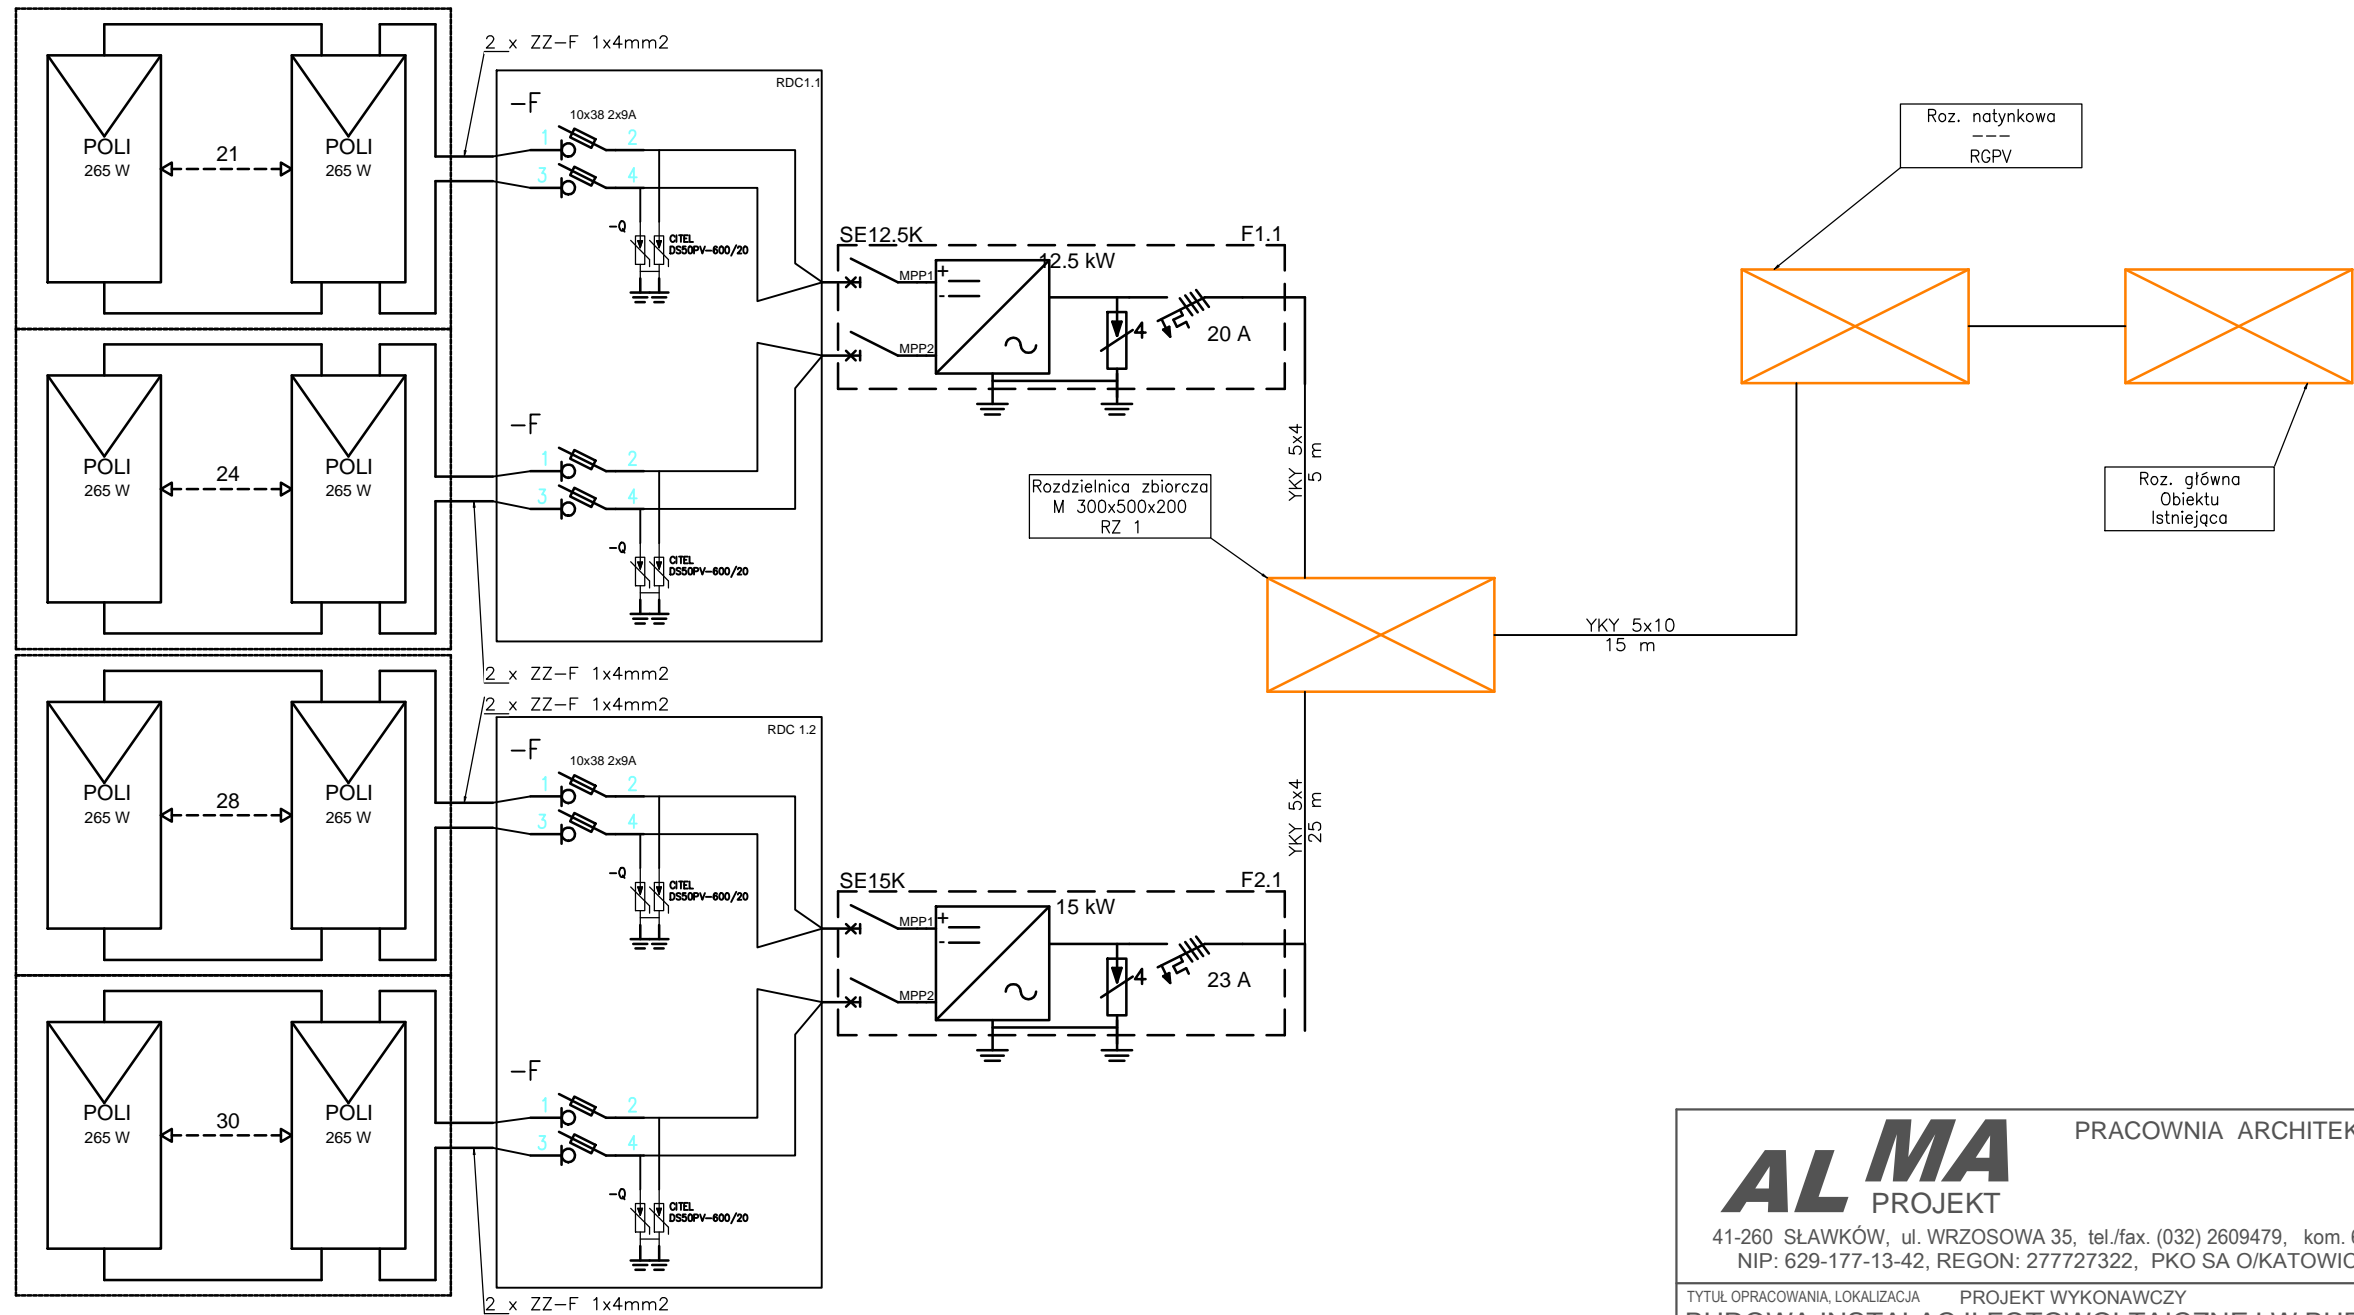 2 x ZZ-F 1x4mm2
POLI
265 W
21
POLI
265 W
RDC1.1
-F
10x38 2x9A
1
2
3
4
-Q
CITEL
DS50PV-600/20
POLI
265 W
24
POLI
265 W
-F
1
2
3
4
-Q
CITEL
DS50PV-600/20
2 x ZZ-F 1x4mm2
SE12.5K
F1.1
12.5 kW
MPP1
+
-
MPP2
4
20 A
YKY 5x4
5 m
Rozdzielnica zbiorcza
M 300x500x200
RZ 1
YKY 5x10
15 m
Roz. natynkowa
---
RGPV
Roz. główna
Obiektu
Istniejąca
2 x ZZ-F 1x4mm2
POLI
265 W
28
POLI
265 W
RDC 1.2
-F
10x38 2x9A
1
2
3
4
-Q
CITEL
DS50PV-600/20
POLI
265 W
30
POLI
265 W
-F
1
2
3
4
-Q
CITEL
DS50PV-600/20
2 x ZZ-F 1x4mm2
YKY 5x4
25 m
SE15K
F2.1
15 kW
MPP1
+
-
MPP2
4
23 A
ALMA
PROJEKT
PRACOWNIA ARCHITEK
41-260 SŁAWKÓW, ul. WRZOSOWA 35, tel./fax. (032) 2609479, kom. 6
NIP: 629-177-13-42, REGON: 277727322, PKO SA O/KATOWIC
TYTUŁ OPRACOWANIA, LOKALIZACJA PROJEKT WYKONAWCZY